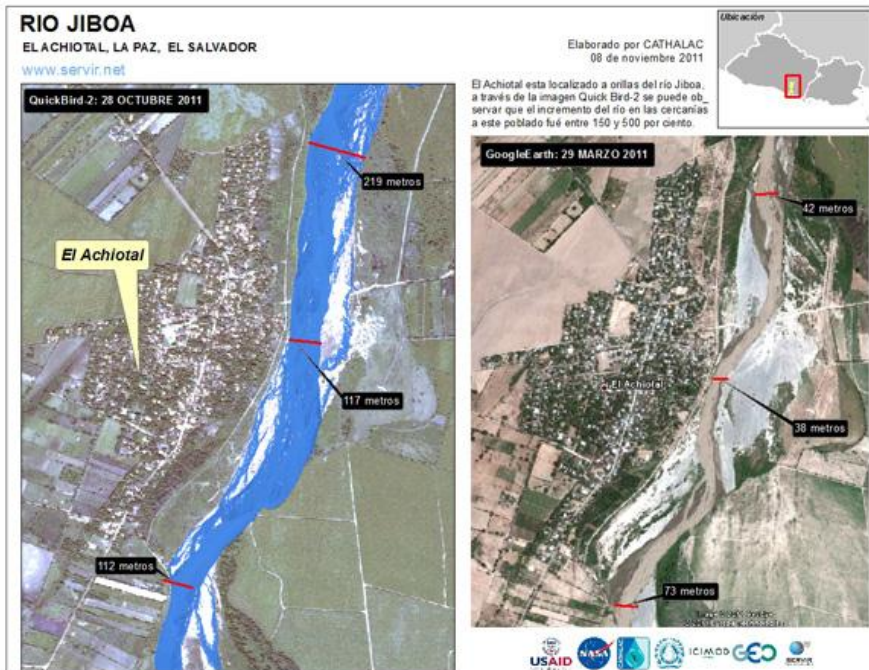 RIO JIBOA
EL ACHIOTAL, LA PAZ, EL SALVADOR
www.servir.net
Elaborado por CATHALAC
08 de noviembre 2011
El Achiotal esta localizado a orillas del río Jiboa,
a través de la imagen Quick Bird-2 se puede ob_
servar que el incremento del río en las cercanías
a este poblado fué entre 150 y 500 por ciento.
Ubicación
QuickBird-2: 28 OCTUBRE 2011
219 metros
El Achiotal
117 metros
112 metros
GoogleEarth: 29 MARZO 2011
42 metros
El Achiotal
38 metros
73 metros
USAID
NASA
ICIMOD
GEO
SERVIR